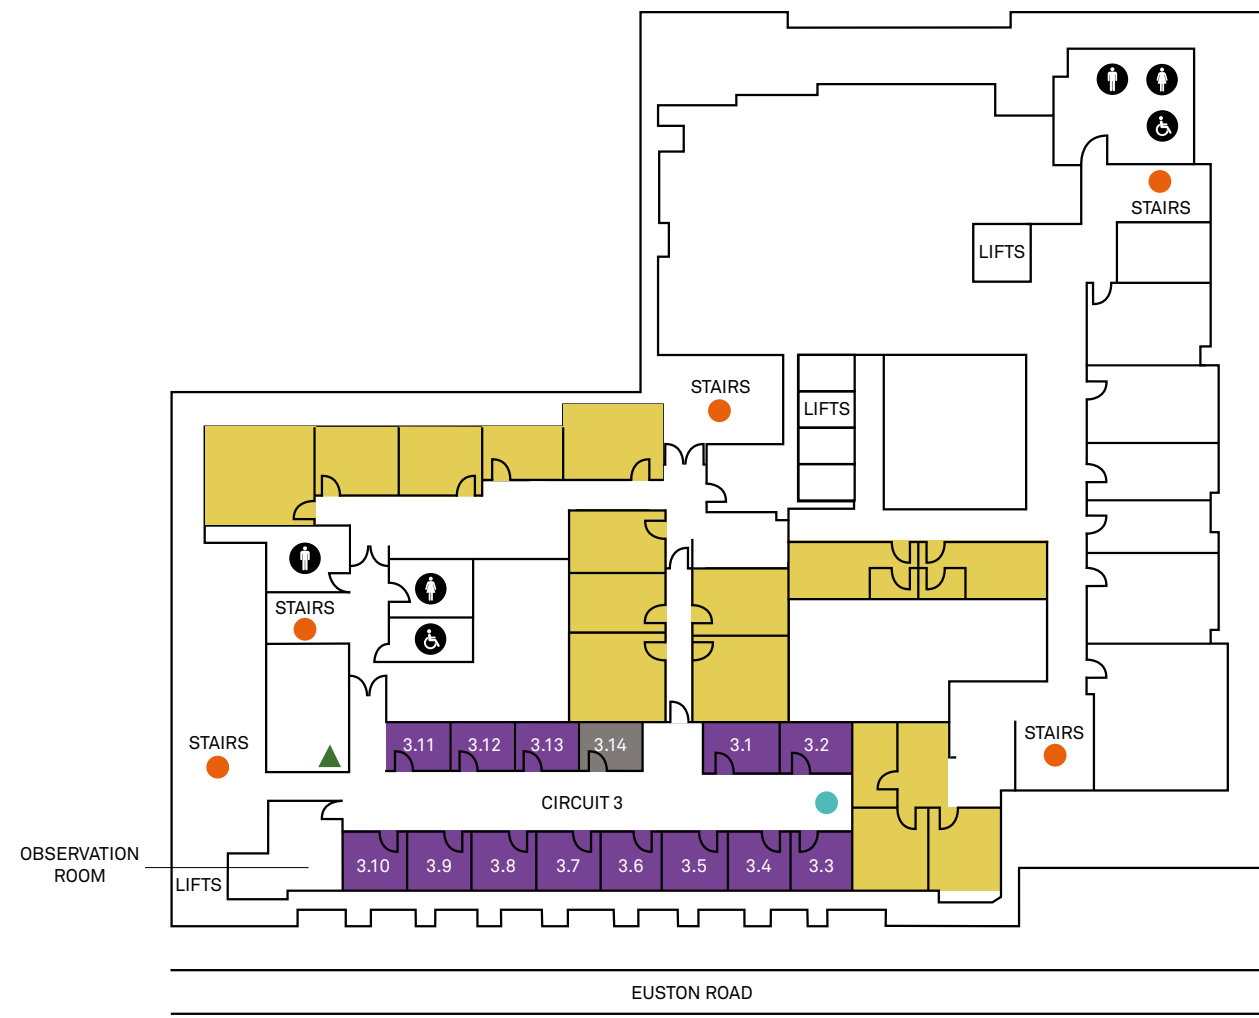 STAIRS
LIFTS
STAIRS
LIFTS
STAIRS
STAIRS
STAIRS
3.11
3.12
3.13
3.14
3.1
3.2
CIRCUIT 3
OBSERVATION
ROOM
LIFTS
3.10
3.9
3.8
3.7
3.6
3.5
3.4
3.3
EUSTON ROAD